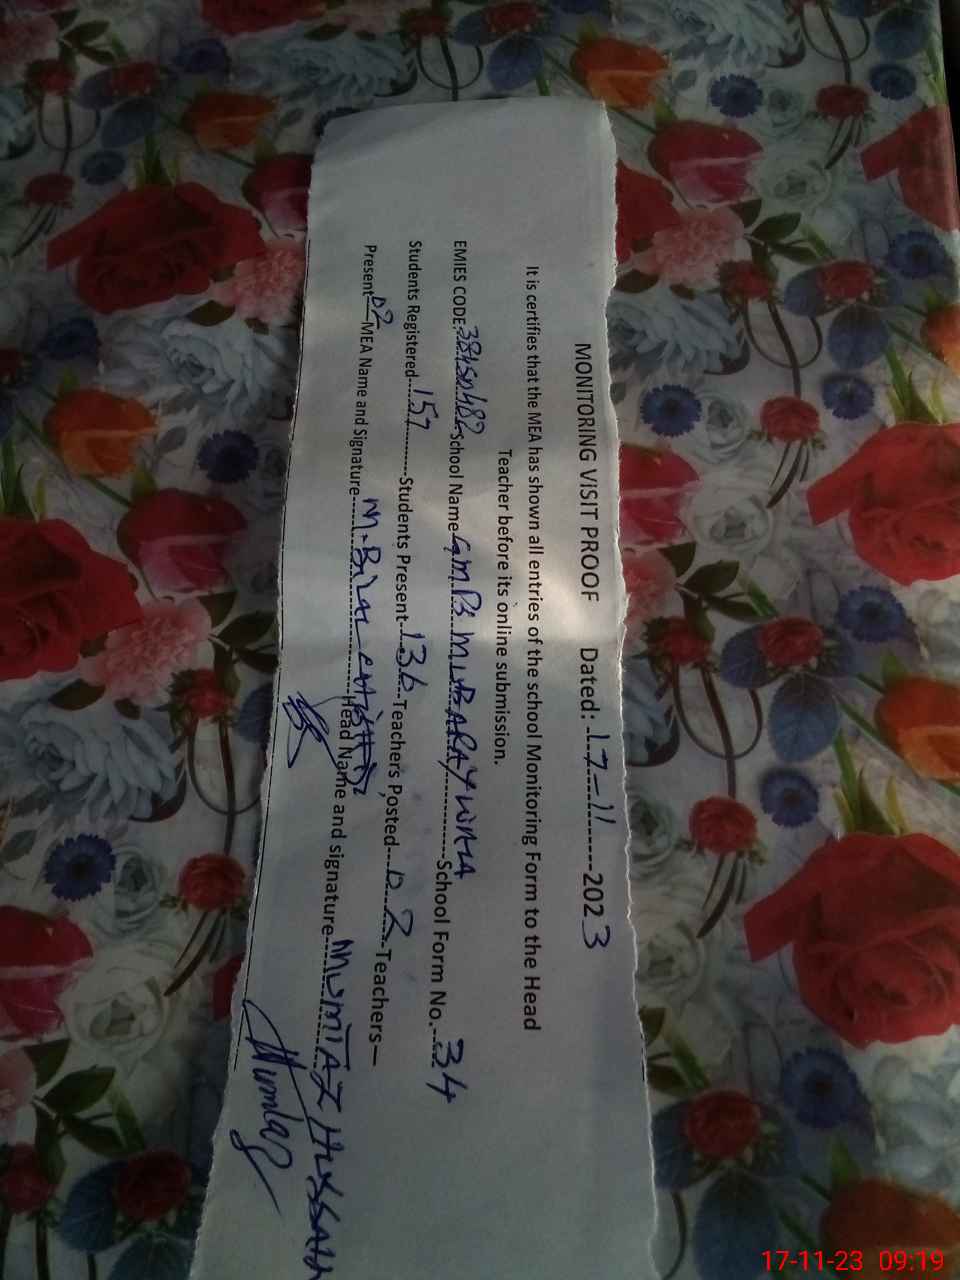 MONITORING VISIT PROOF Dated: 17-11-------2023
It is certifies that the MEA has shown all entries of the school Monitoring Form to the Head
Teacher before its online submission.
EMIES CODE:38450482 School Name GMPS MUBARAY WALA----------School Form No.--34
Students Registered....157----------Students Present 136--Teachers Posted----02--Teachers—
Present 02 MEA Name and Signature-----M. BILAL --------Head Name and signature------MUMTAZ HUSSAIN
Mumtaz
17-11-23 09:19